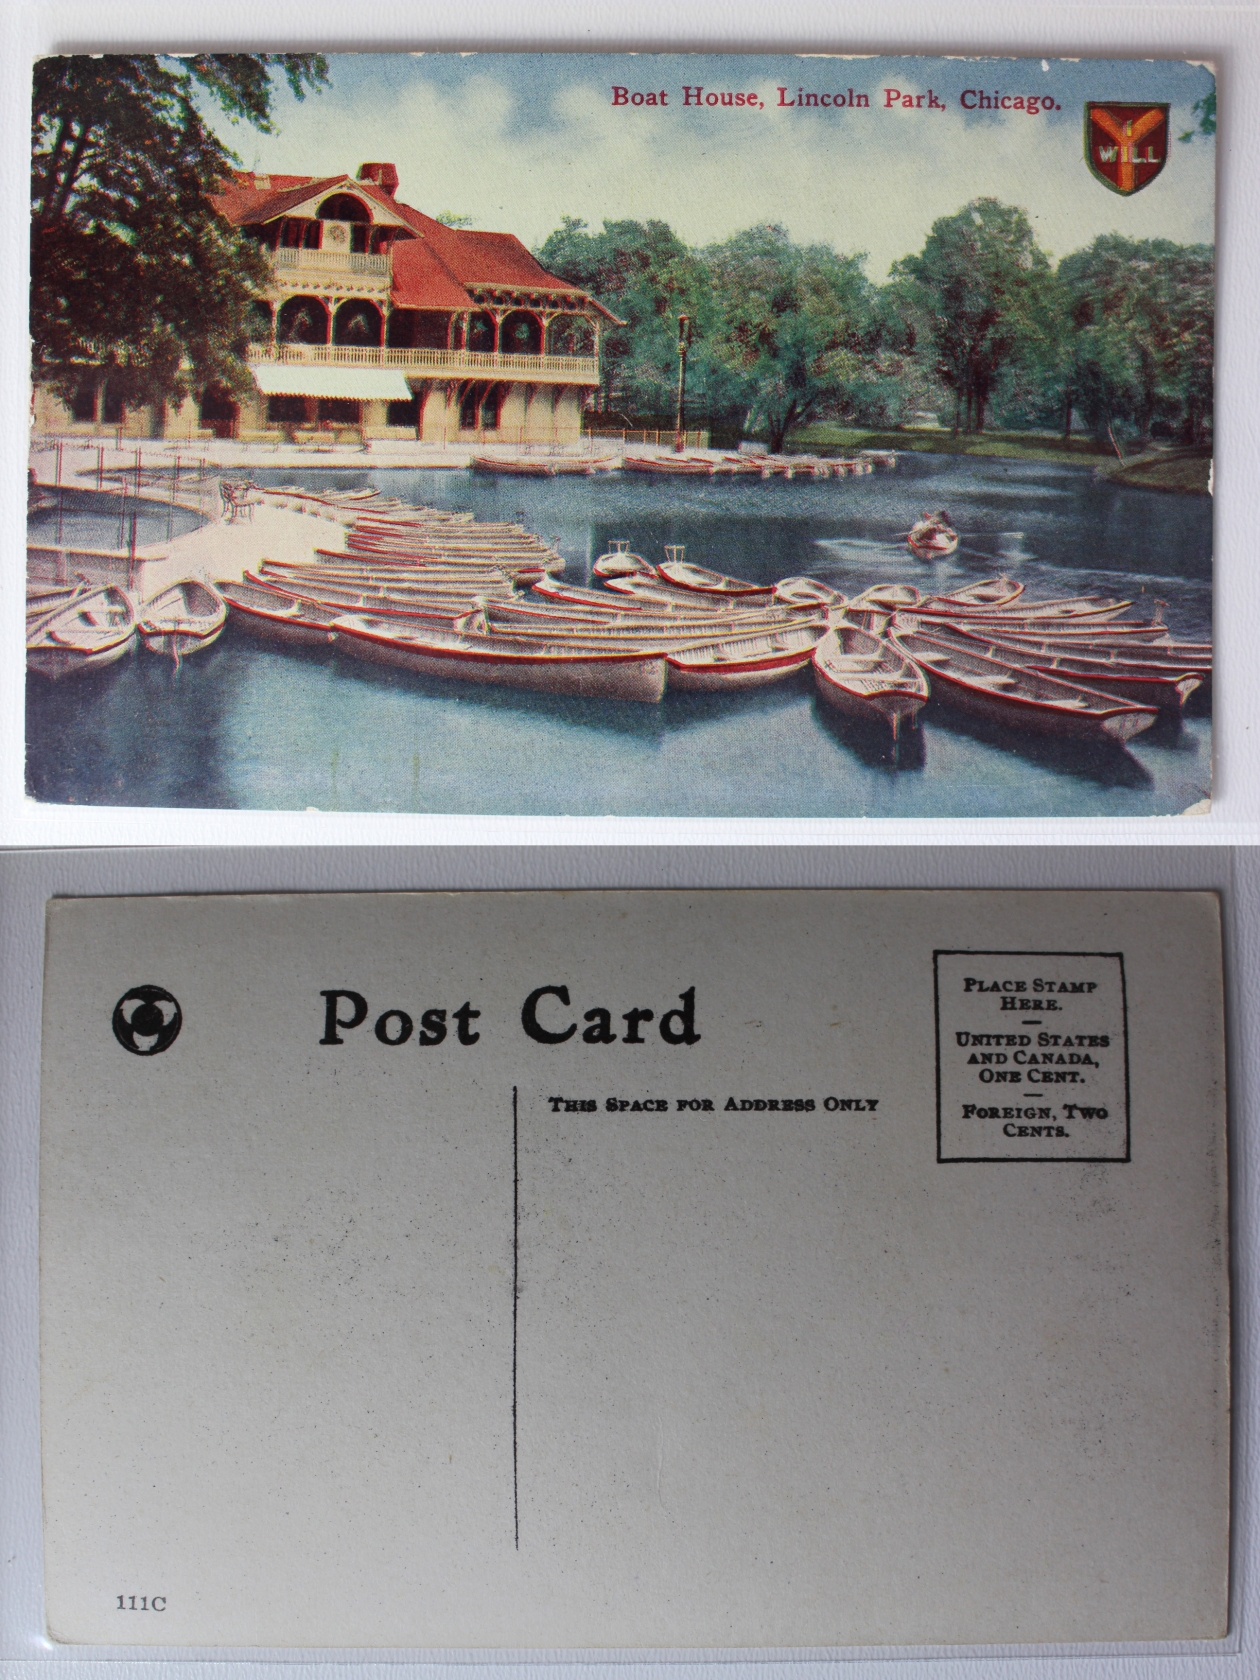 Boat House, Lincoln Park, Chicago.
I
WILL
Post Card
THIS SPACE FOR ADDRESS ONLY
PLACE STAMP
HERE.
UNITED STATES
AND CANADA,
ONE CENT.
FOREIGN, TWO
CENTS.
111C